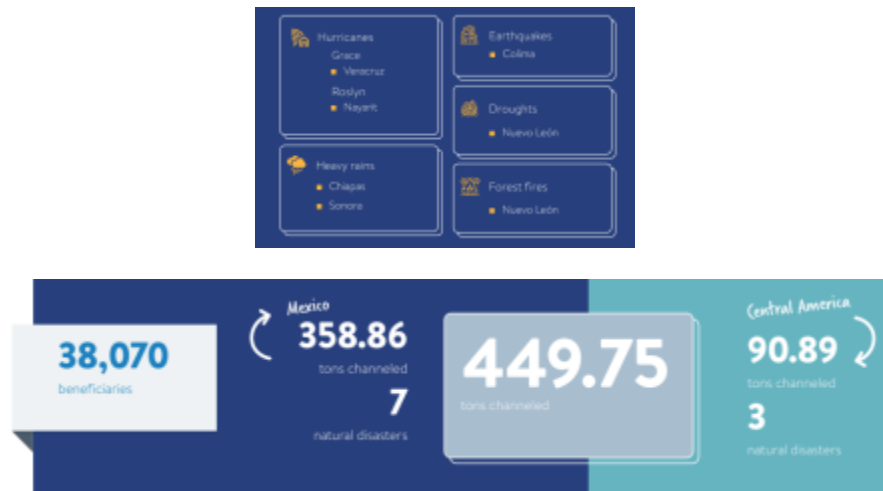 Hurricanes
Grace
Veracruz
Roslyn
Nayarit
Heavy rains
Chiapas
Sonora
Earthquakes
Colima
Droughts
Nuevo León
Forest fires
Nuevo León
38,070
beneficiaries
Mexico
358.86
tons channeled
7
natural disasters
449.75
tons channeled
Central America
90.89
tons channeled
3
natural disasters